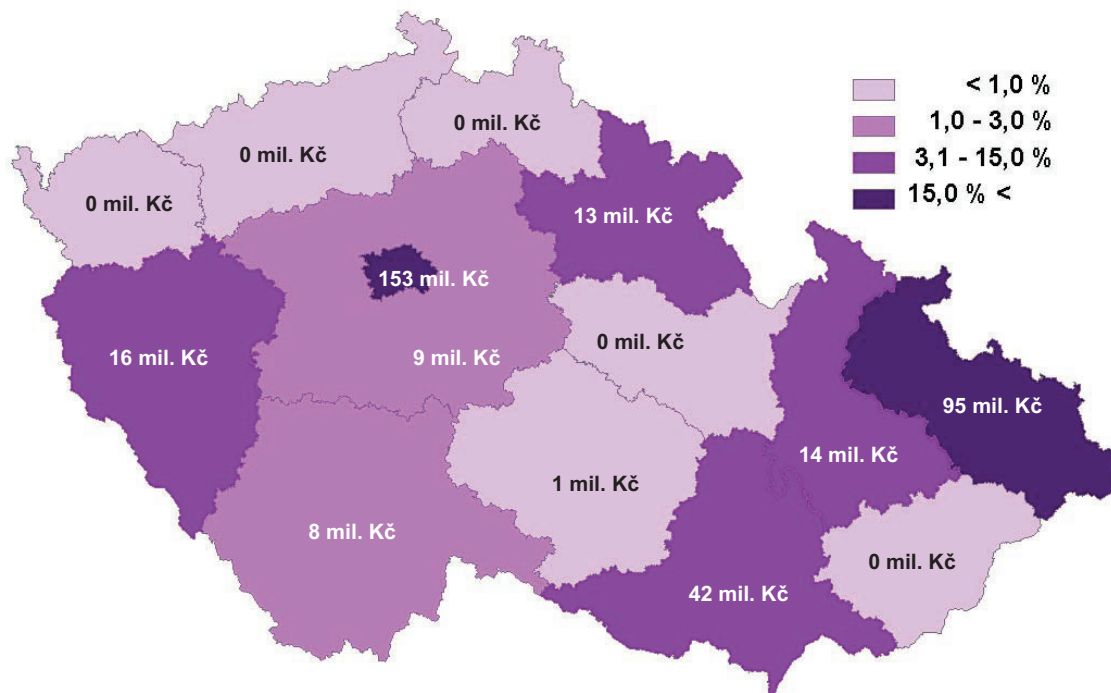 < 1,0 %
1,0 - 3,0 %
3,1 - 15,0 %
15,0 % <
0 mil. Kč
0 mil. Kč
0 mil. Kč
13 mil. Kč
153 mil. Kč
0 mil. Kč
16 mil. Kč
9 mil. Kč
95 mil. Kč
14 mil. Kč
1 mil. Kč
8 mil. Kč
0 mil. Kč
42 mil. Kč